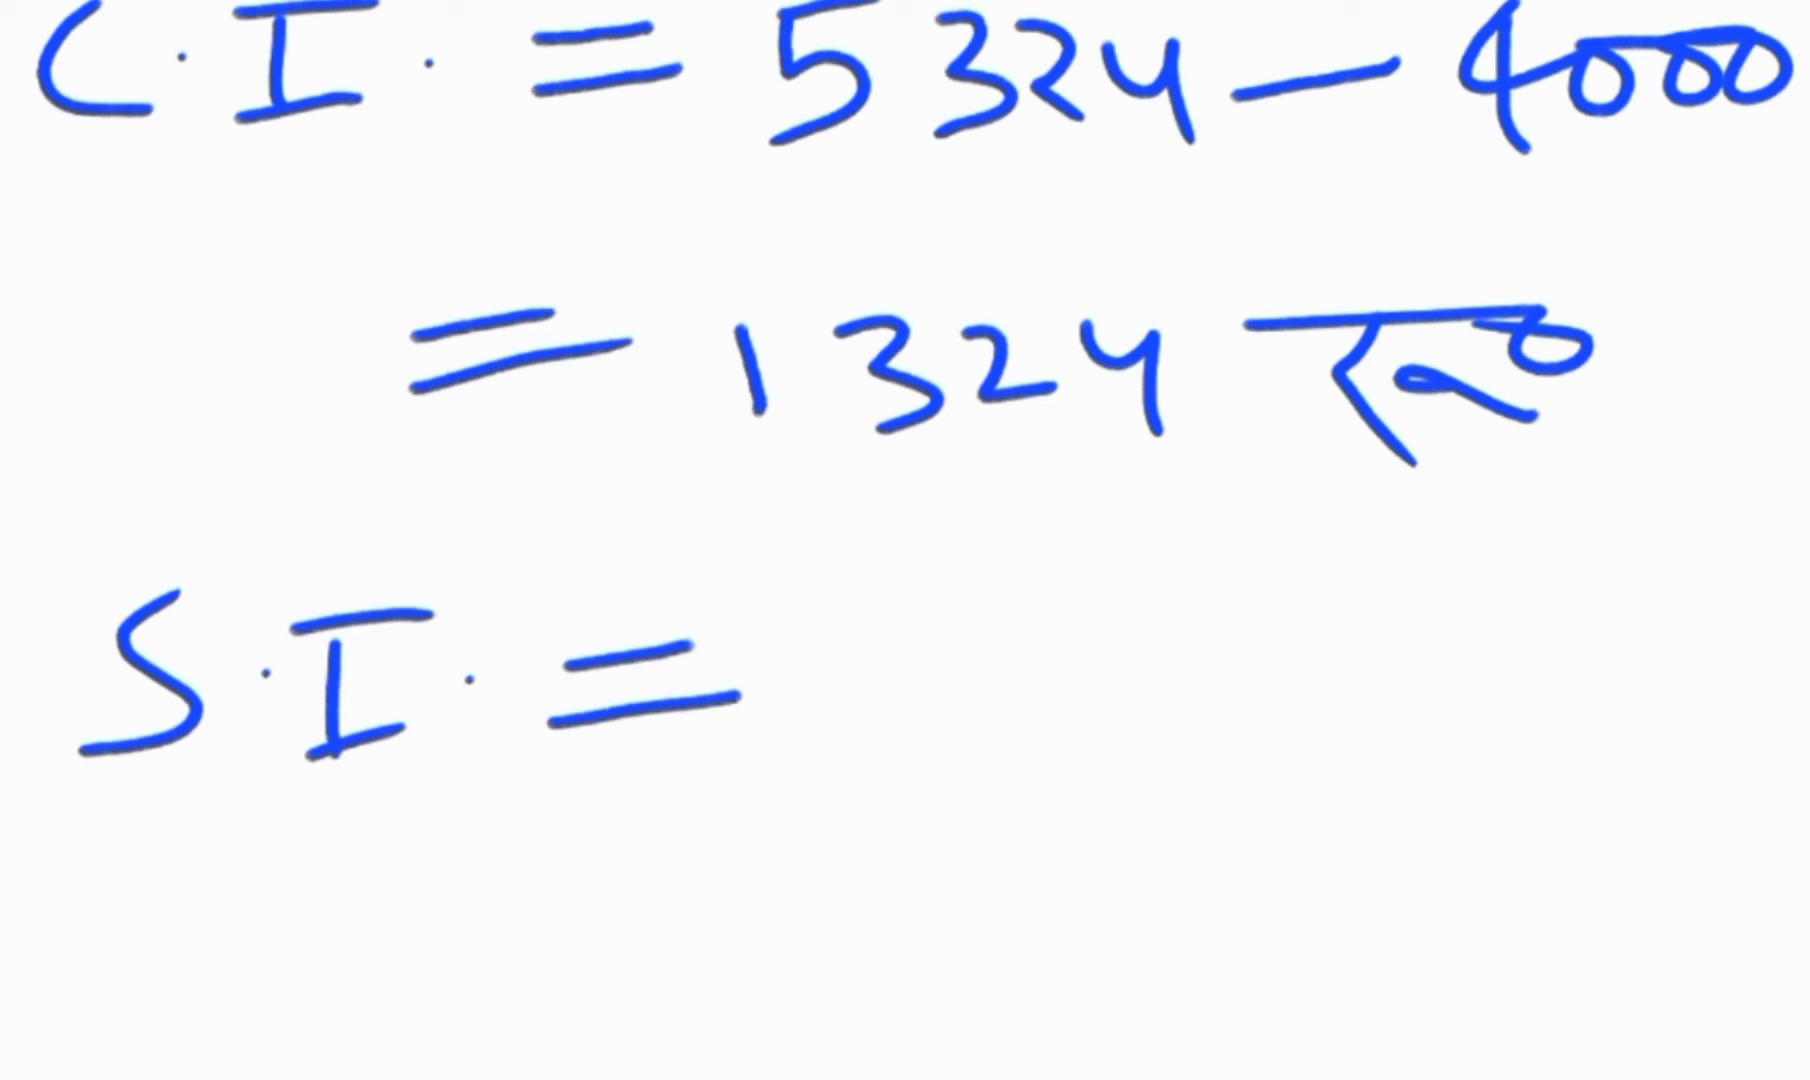 C.I. = 5324 - 4000
= 1324 रू०
S.I. =